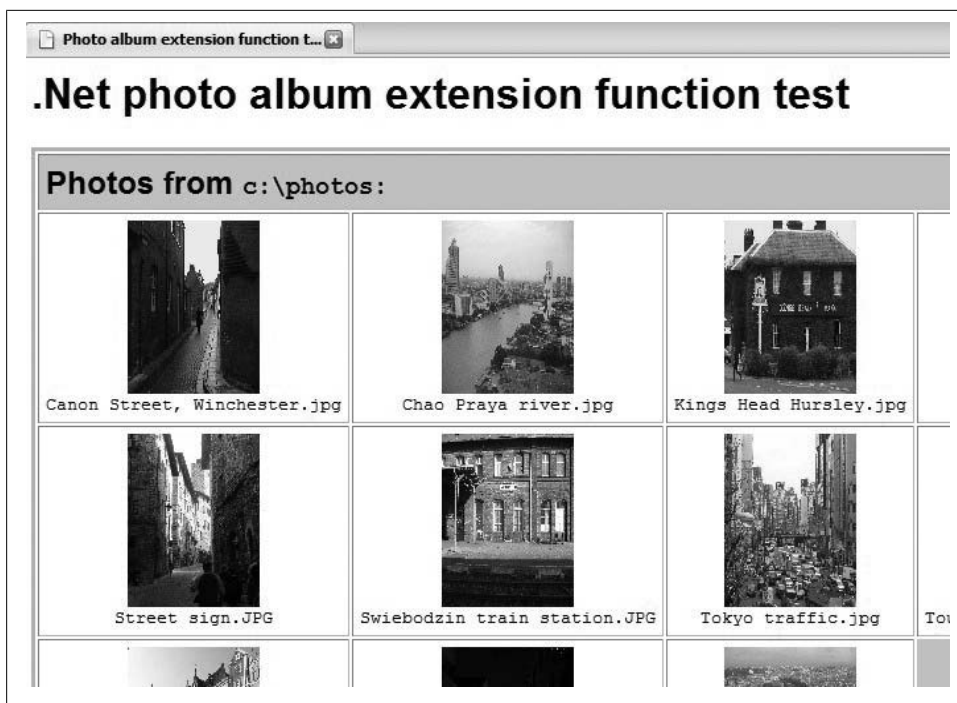 Photo album extension function t...
.Net photo album extension function test
Photos from c:\photos:
Canon Street, Winchester.jpg
Chao Praya river.jpg
Kings Head Hursley.jpg
Street sign.JPG
Swiebodzin train station.JPG
Tokyo traffic.jpg